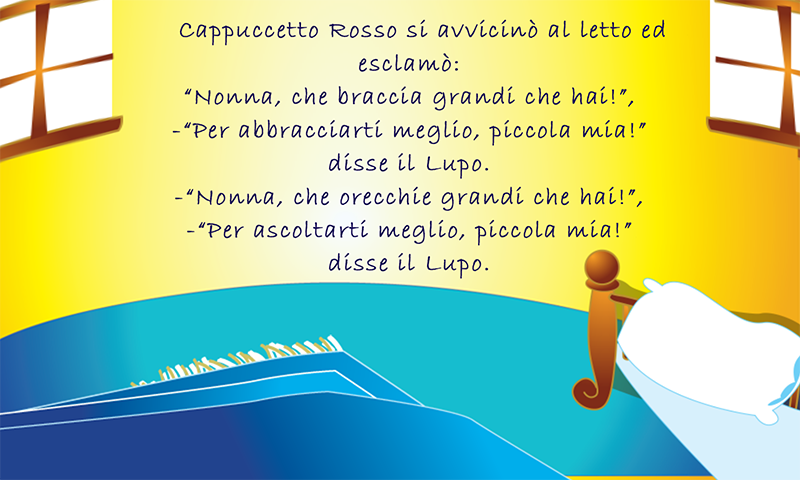 Cappuccetto Rosso si avvicinò al letto ed
esclamò:
“Nonna, che braccia grandi che hai!”,
-“Per abbracciarti meglio, piccola mia!”
disse il Lupo.
-“Nonna, che orecchie grandi che hai!”,
-“Per ascoltarti meglio, piccola mia!”
disse il Lupo.